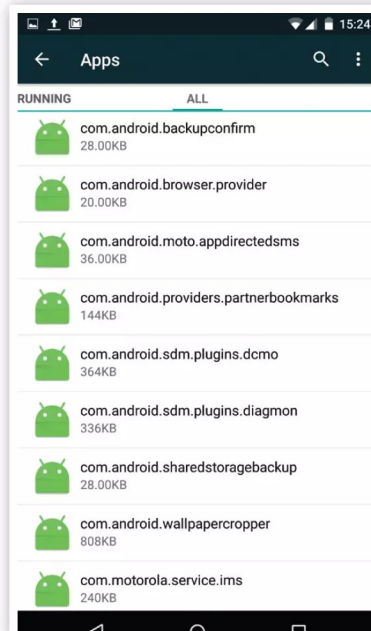 15:24
Apps
RUNNING ALL
com.android.backupconfirm
28.00KB
com.android.browser.provider
20.00KB
com.android.moto.appdirectedsms
36.00KB
com.android.providers.partnerbookmarks
144KB
com.android.sdm.plugins.dcmo
364KB
com.android.sdm.plugins.diagmon
336KB
com.android.sharedstoragebackup
28.00KB
com.android.wallpapercropper
808KB
com.motorola.service.ims
240KB